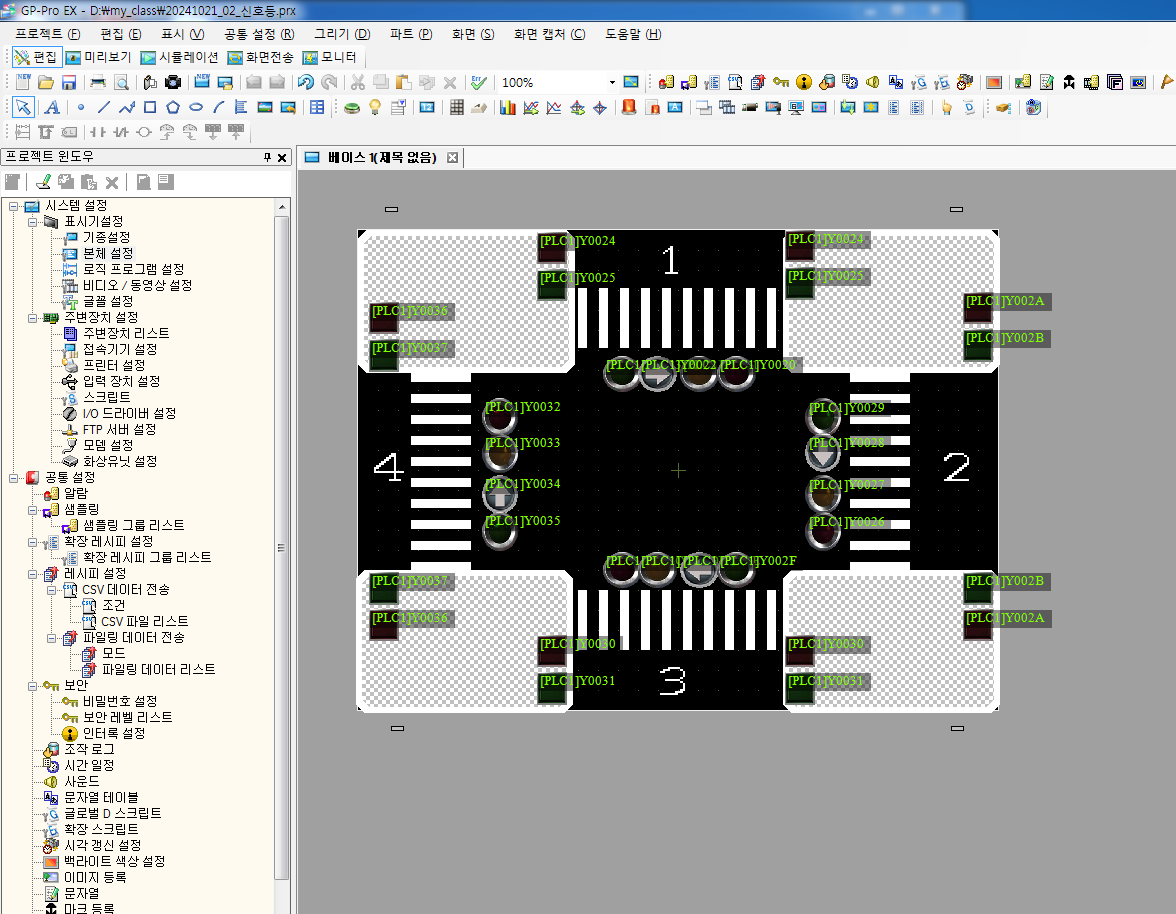 GP-Pro EX - D:\my_class\20241021_02_신호등.prx
프로젝트 (F) 편집 (E) 표시 (V) 공통 설정 (R) 그리기 (D) 파트 (P) 화면 (S) 화면 캡처 (C) 도움말 (H)
편집 미리보기 시뮬레이션 화면전송 모니터
100%
프로젝트 윈도우
베이스 1(제목 없음)
시스템 설정
표시기설정
기종설정
본체 설정
로직 프로그램 설정
비디오 / 동영상 설정
글꼴 설정
주변장치 설정
주변장치 리스트
접속기기 설정
프린터 설정
입력 장치 설정
스크립트
I/O 드라이버 설정
FTP 서버 설정
모뎀 설정
화상유닛 설정
공통 설정
알람
샘플링
샘플링 그룹 리스트
확장 레시피 설정
확장 레시피 그룹 리스트
레시피 설정
CSV 데이터 전송
조건
CSV 파일 리스트
파일링 데이터 전송
모드
파일링 데이터 리스트
보안
비밀번호 설정
보안 레벨 리스트
인터록 설정
조작 로그
시간 일정
사운드
문자열 테이블
글로벌 D 스크립트
확장 스크립트
시각 갱신 설정
백라이트 색상 설정
이미지 등록
문자열
마크 등록
[PLC1]Y0024 1 [PLC1]Y0024
[PLC1]Y0025 [PLC1]Y0025
[PLC1]Y0036 [PLC1]Y002A
[PLC1]Y0037 [PLC1]Y002B
[PLC1] [PLC1]Y0022 [PLC1]Y0020
[PLC1]Y0032 [PLC1]Y0029
[PLC1]Y0033 [PLC1]Y0028
4 2
[PLC1]Y0034 [PLC1]Y0027
[PLC1]Y0035 [PLC1]Y0026
[PLC1] [PLC1] [PLC1] [PLC1]Y002F
[PLC1]Y0037 [PLC1]Y002B
[PLC1]Y0036 [PLC1]Y002A
[PLC1]Y0030 [PLC1]Y0030
[PLC1]Y0031 3 [PLC1]Y0031